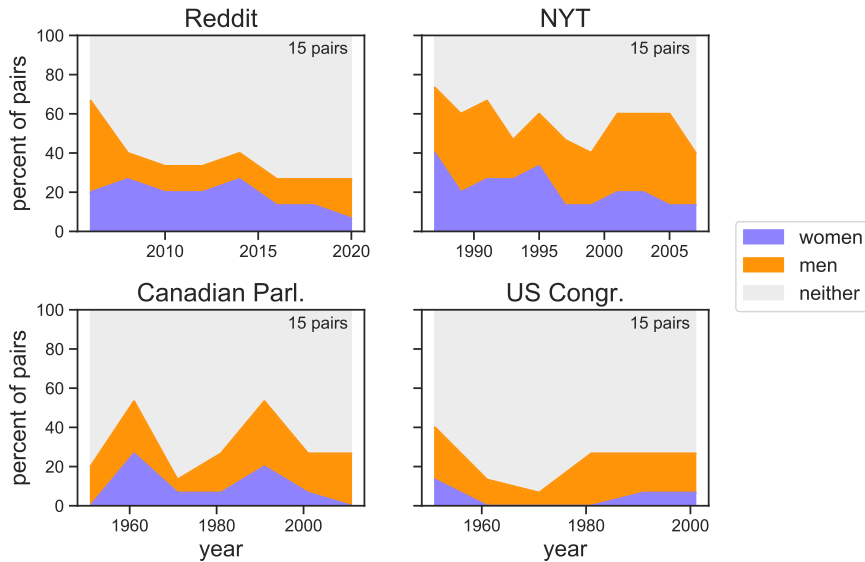 Reddit
NYT
percent of pairs
100
80
60
40
20
0
15 pairs
15 pairs
2010
2015
2020
1990
1995
2000
2005
women
men
neither
Canadian Parl.
US Congr.
percent of pairs
100
80
60
40
20
0
15 pairs
15 pairs
1960
1980
2000
1960
1980
2000
year
year